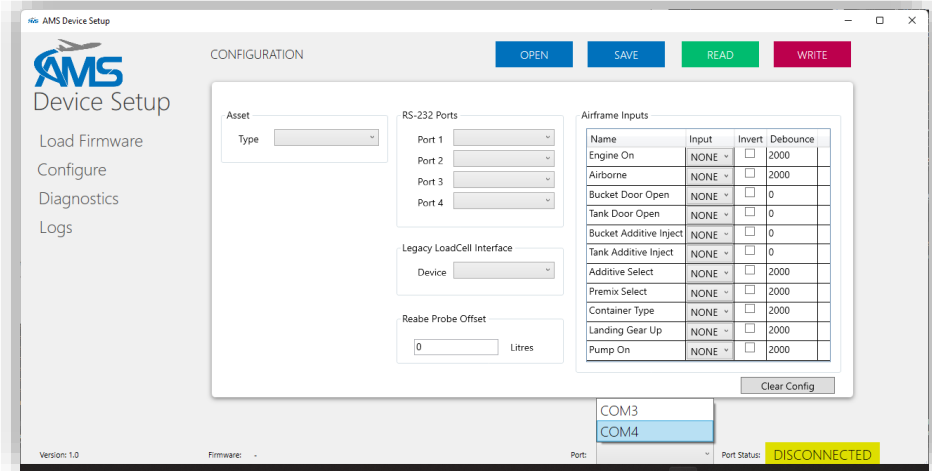 AMS Device Setup
AMS
Device Setup
Load Firmware
Configure
Diagnostics
Logs
CONFIGURATION
OPEN
SAVE
READ
WRITE
Asset
Type
RS-232 Ports
Port 1
Port 2
Port 3
Port 4
Legacy LoadCell Interface
Device
Reabe Probe Offset
0 Litres
Airframe Inputs
Name Input Invert Debounce
Engine On NONE 2000
Airborne NONE 2000
Bucket Door Open NONE 0
Tank Door Open NONE 0
Bucket Additive Inject NONE 0
Tank Additive Inject NONE 0
Additive Select NONE 2000
Premix Select NONE 2000
Container Type NONE 2000
Landing Gear Up NONE 2000
Pump On NONE 2000
Clear Config
COM3
COM4
Version: 1.0
Firmware: -
Port:
Port Status: DISCONNECTED